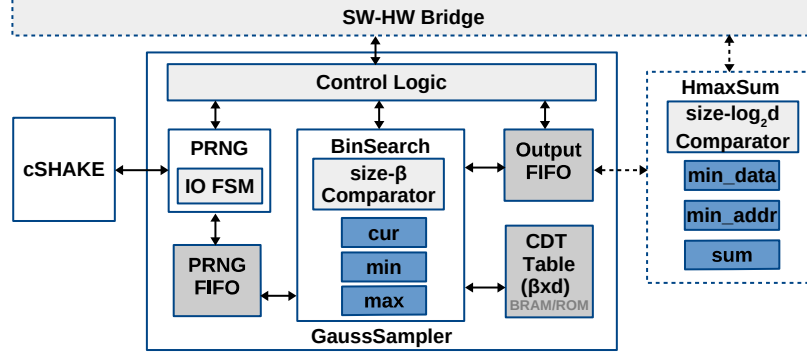 SW-HW Bridge
Control Logic
cSHAKE
PRNG
IO FSM
PRNG
FIFO
BinSearch
size-β
Comparator
cur
min
max
Output
FIFO
CDT
Table
(βxd)
BRAM/ROM
GaussSampler
HmaxSum
size-log₂d
Comparator
min_data
min_addr
sum